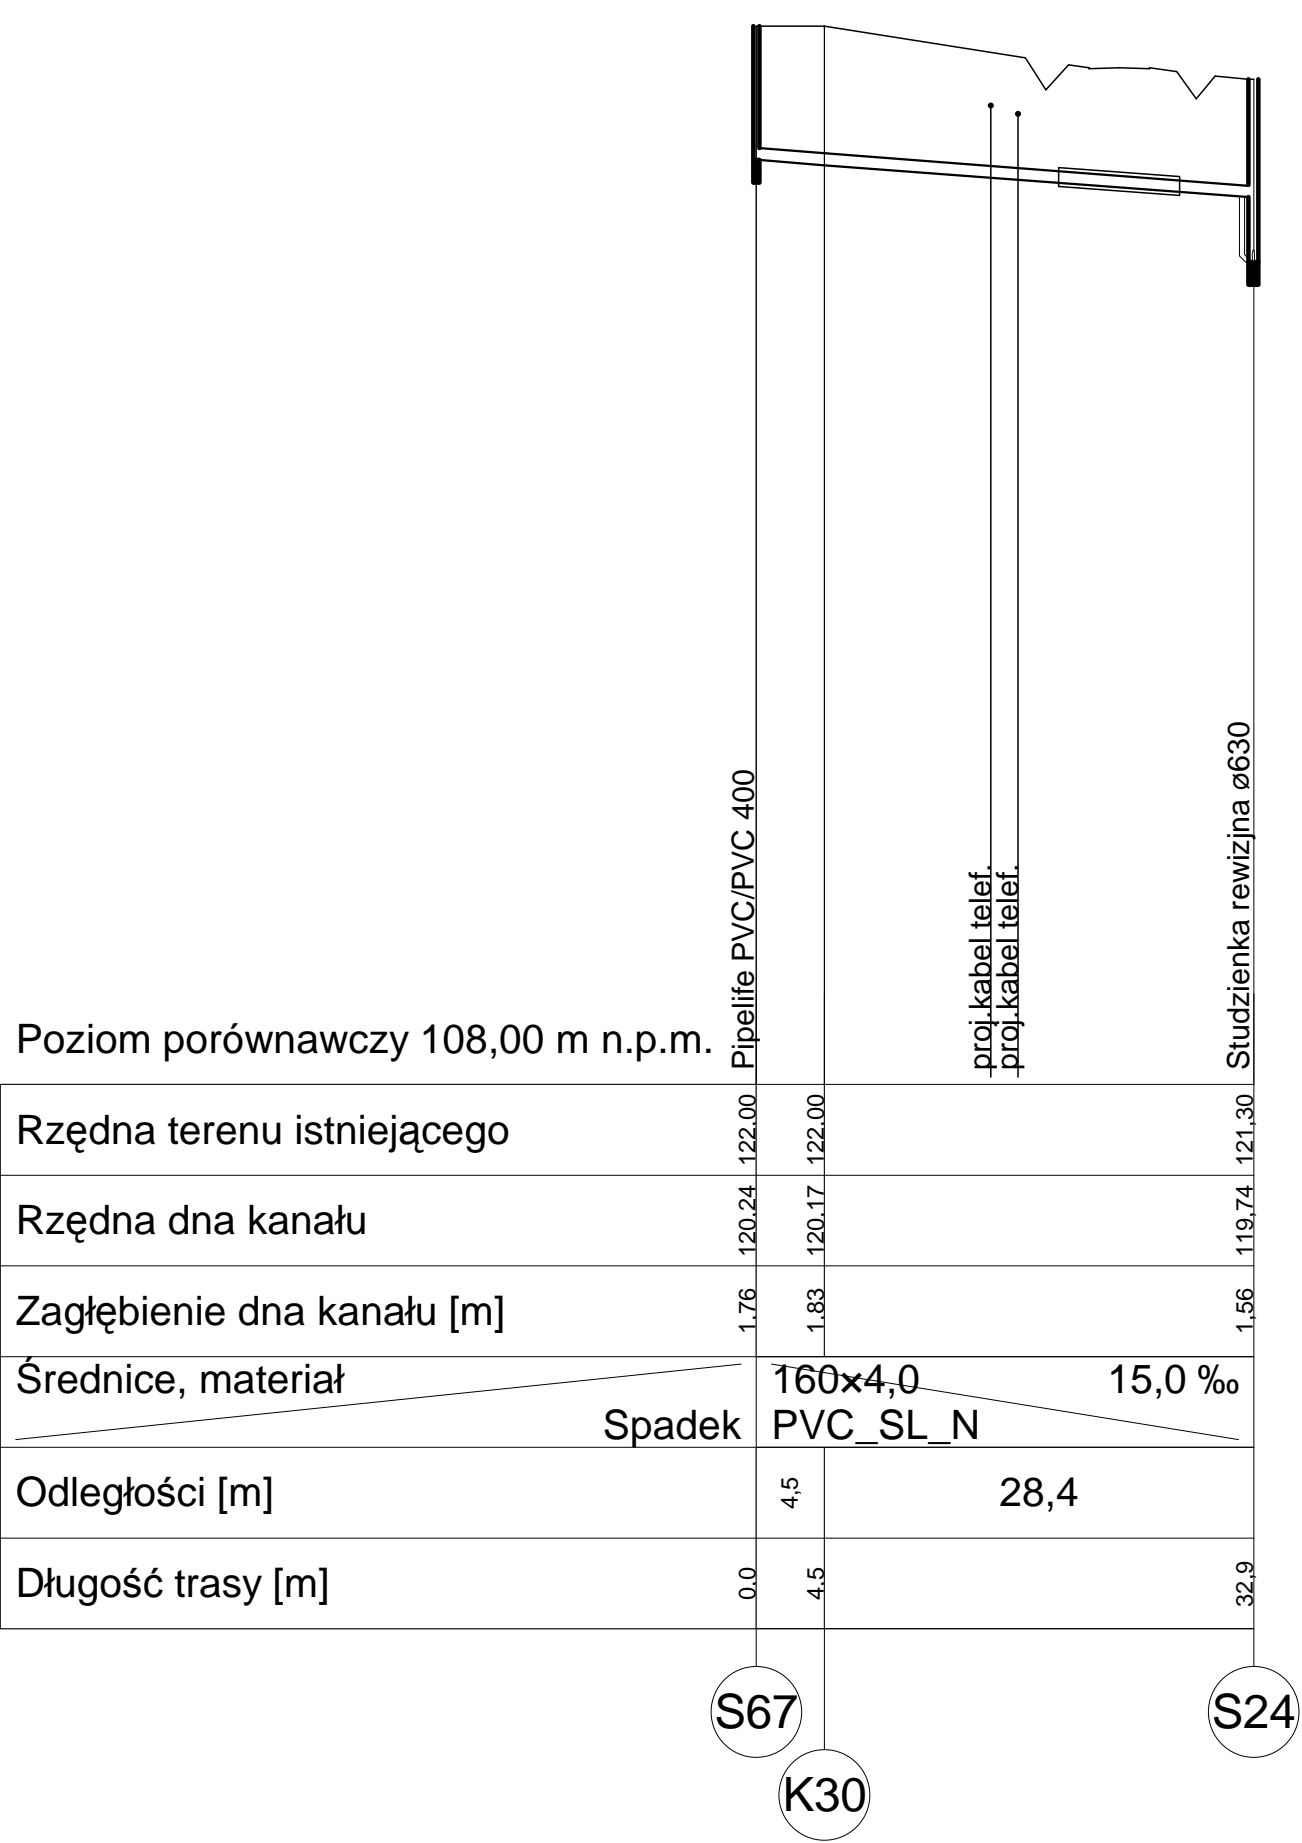 Pipelife PVC/PVC 400
proj.kabel telef.
proj.kabel telef.
Studzienka rewizjna ø630
Poziom porównawczy 108,00 m n.p.m.
Rzędna terenu istniejącego 122.00 122.00 121,30
Rzędna dna kanału 120.24 120.17 119,74
Zagłębienie dna kanału [m] 1.76 1.83 1,56
Średnice, materiał 160×4,0 15,0 ‰
Spadek PVC_SL_N
Odległości [m] 4,5 28,4
Długość trasy [m] 0.0 4.5 32,9
S67 S24
K30